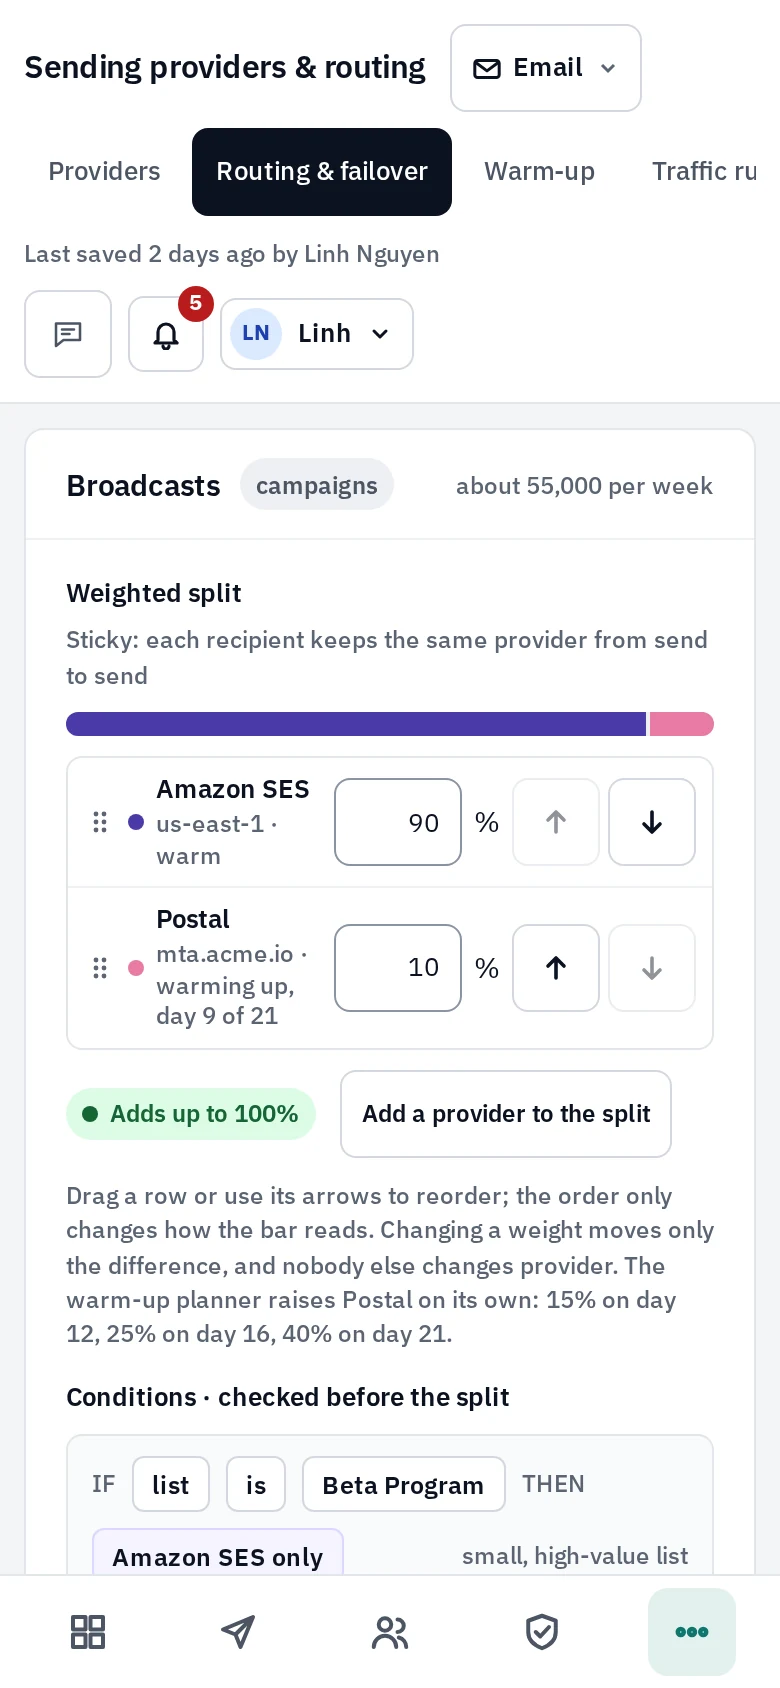 Sending providers & routing
Email
Providers
Routing & failover
Warm-up
Traffic ru
Last saved 2 days ago by Linh Nguyen
5
LN
Linh
Broadcasts
campaigns
about 55,000 per week
Weighted split
Sticky: each recipient keeps the same provider from send
to send
Amazon SES
us-east-1 ·
warm
90
%
Postal
mta.acme.io ·
warming up,
day 9 of 21
10
%
Adds up to 100%
Add a provider to the split
Drag a row or use its arrows to reorder; the order only
changes how the bar reads. Changing a weight moves only
the difference, and nobody else changes provider. The
warm-up planner raises Postal on its own: 15% on day
12, 25% on day 16, 40% on day 21.
Conditions · checked before the split
IF list is Beta Program THEN
Amazon SES only
small, high-value list